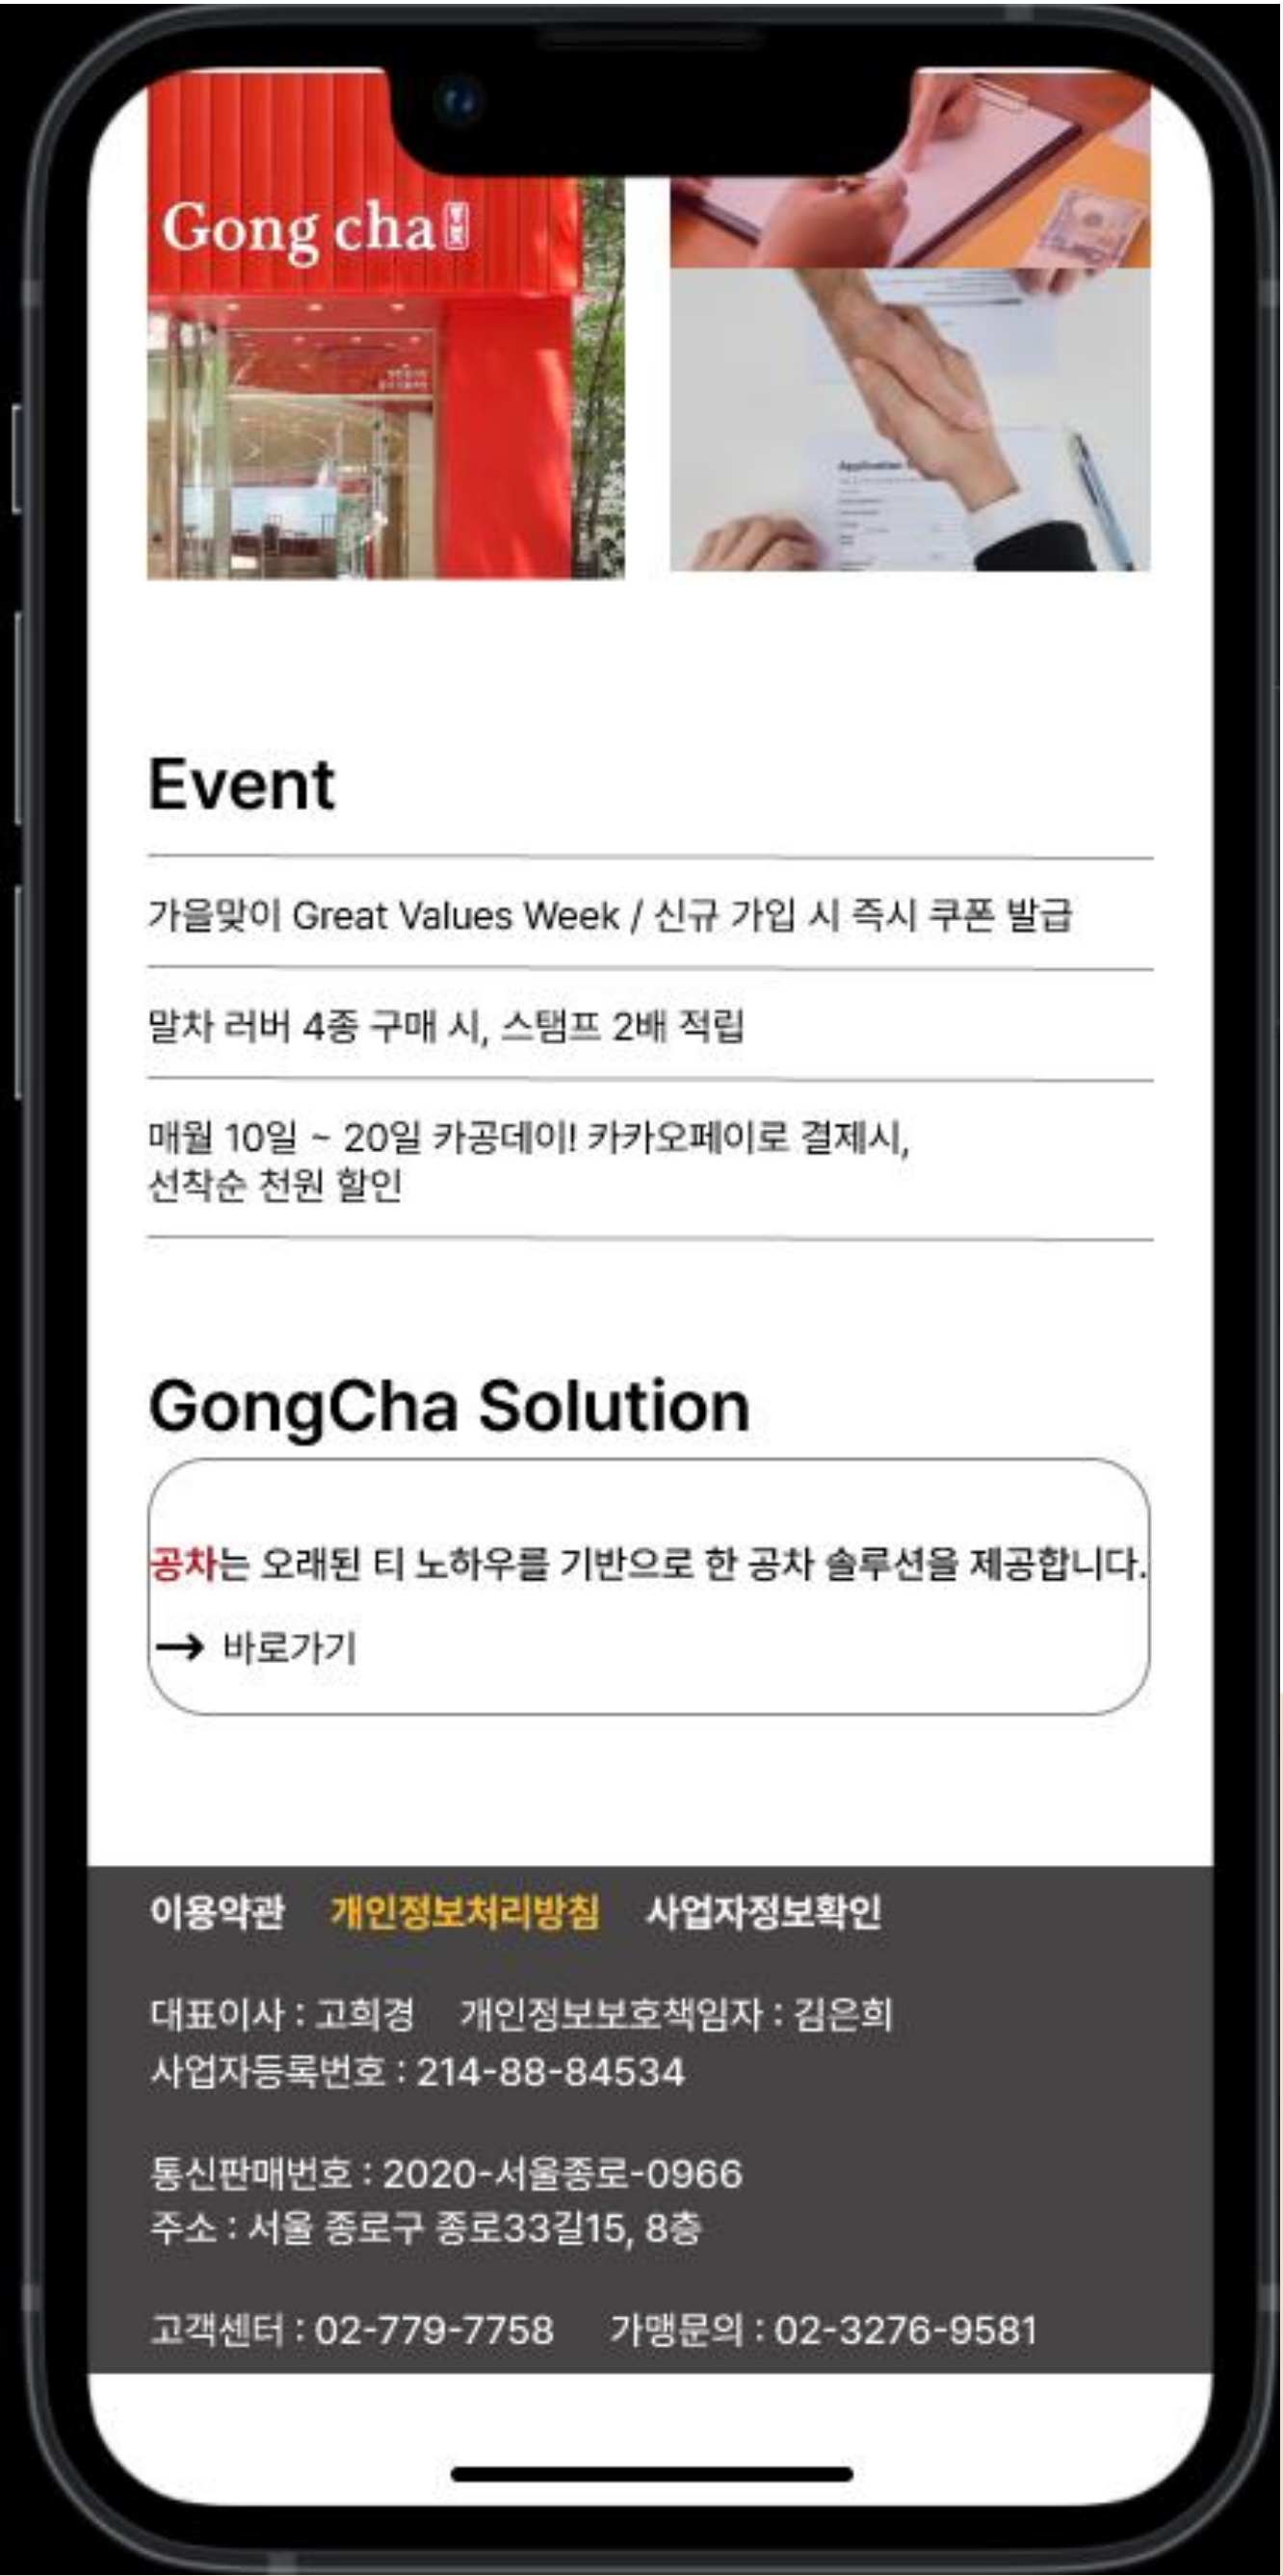 Gong cha
Application
Event
가을맞이 Great Values Week / 신규 가입 시 즉시 쿠폰 발급
말차 러버 4종 구매 시, 스탬프 2배 적립
매월 10일 ~ 20일 카공데이! 카카오페이로 결제시,
선착순 천원 할인
GongCha Solution
공차는 오래된 티 노하우를 기반으로 한 공차 솔루션을 제공합니다.
→ 바로가기
이용약관 개인정보처리방침 사업자정보확인
대표이사 : 고희경 개인정보보호책임자 : 김은희
사업자등록번호 : 214-88-84534
통신판매번호 : 2020-서울종로-0966
주소 : 서울 종로구 종로33길15, 8층
고객센터 : 02-779-7758 가맹문의 : 02-3276-9581